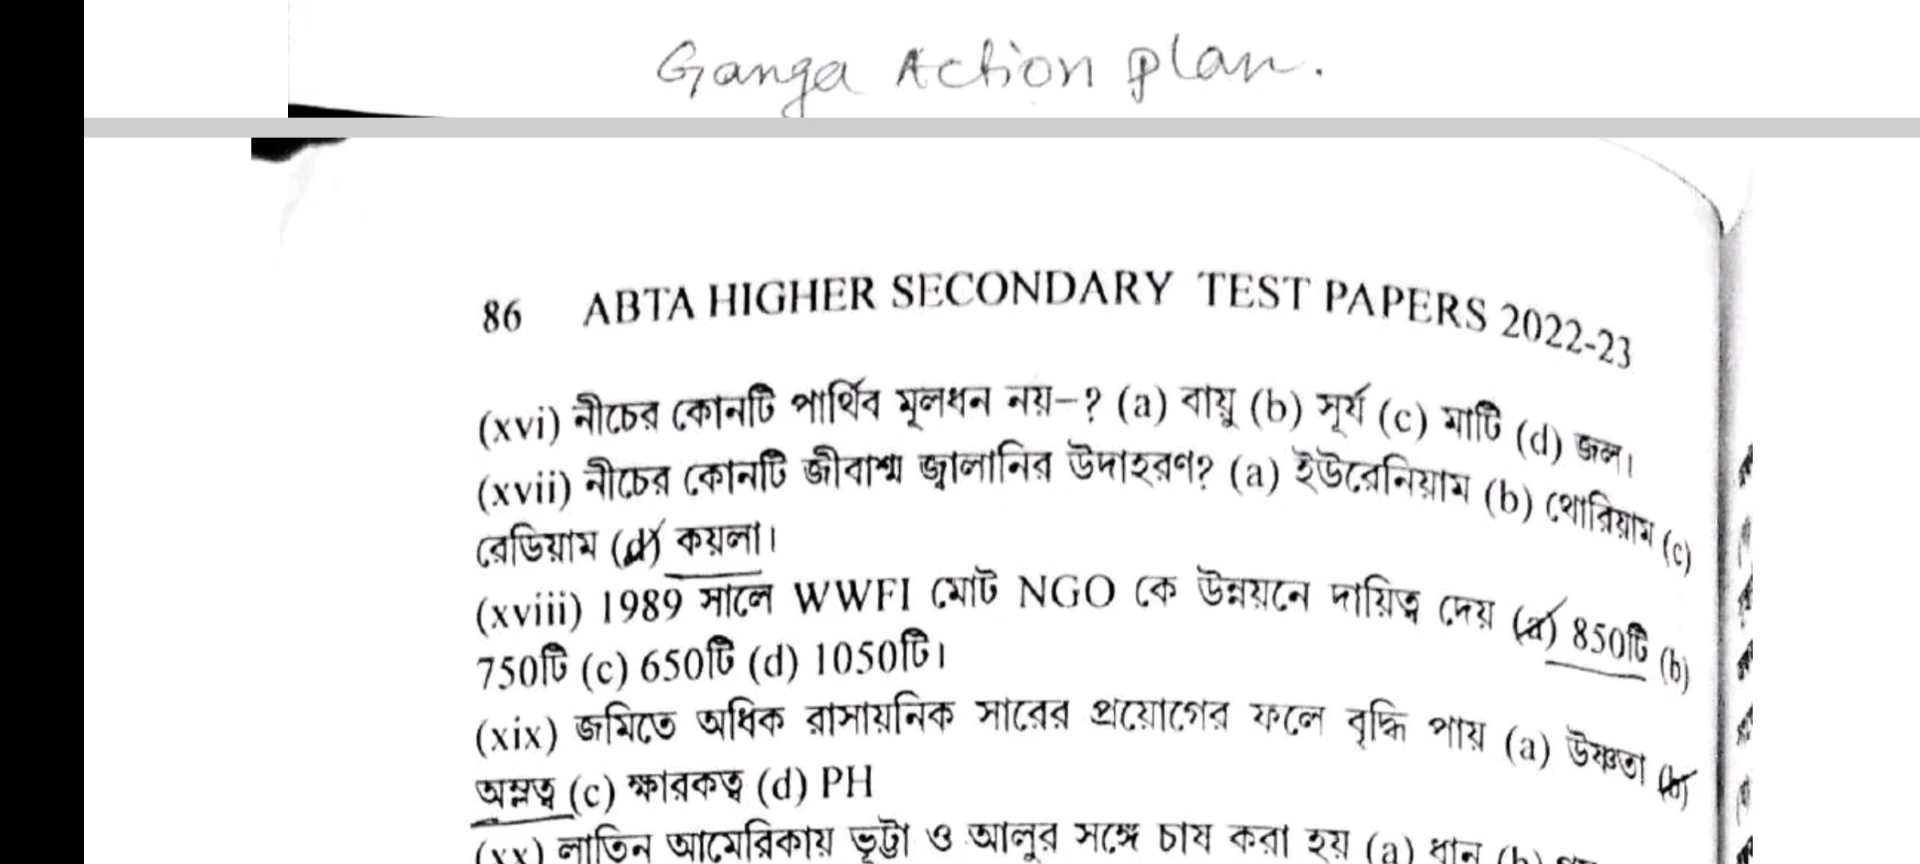 Ganga Action plan.
86 ABTA HIGHER SECONDARY TEST PAPERS 2022-23
(xvi) নীচের কোনটি পার্থিব মূলধন নয়–? (a) বায়ু (b) সূর্য (c) মাটি (d) জল।
(xvii) নীচের কোনটি জীবাশ্ম জ্বালানির উদাহরণ? (a) ইউরেনিয়াম (b) থোরিয়াম (c)
রেডিয়াম (d) কয়লা।
(xviii) 1989 সালে WWFI মোট NGO কে উন্নয়নে দায়িত্ব দেয় (a) 850টি (b)
750টি (c) 650টি (d) 1050টি।
(xix) জমিতে অধিক রাসায়নিক সারের প্রয়োগের ফলে বৃদ্ধি পায় (a) উষ্ণতা (b)
অম্লত্ব (c) ক্ষারকত্ব (d) PH
(xx) লাতিন আমেরিকায় ভূট্টা ও আলুর সঙ্গে চাষ করা হয় (a) ধান (b)